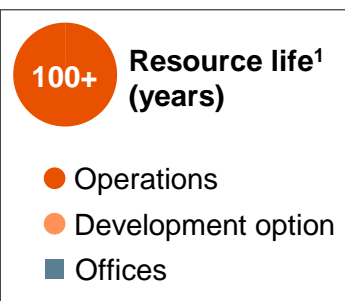 100+
Resource life¹
(years)
Operations
Development option
Offices